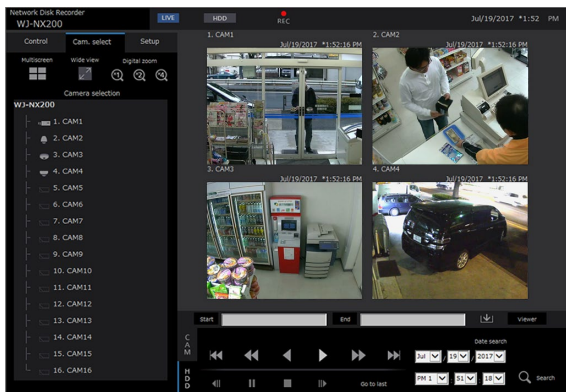 Network Disk Recorder
WJ-NX200
LIVE
HDD
REC
Jul/19/2017 *1:52 PM
Control
Cam. select
Setup
Multiscreen
Wide view
Digital zoom
x1
x2
x4
Camera selection
WJ-NX200
1. CAM1
2. CAM2
3. CAM3
4. CAM4
5. CAM5
6. CAM6
7. CAM7
8. CAM8
9. CAM9
10. CAM10
11. CAM11
12. CAM12
13. CAM13
14. CAM14
15. CAM15
16. CAM16
1. CAM1
Jul/19/2017 *1:52:16 PM
2. CAM2
Jul/19/2017 *1:52:16 PM
3. CAM3
Jul/19/2017 *1:52:16 PM
4. CAM4
Jul/19/2017 *1:52:16 PM
Start
End
Viewer
CAM
HDD
Go to last
Date search
Jul / 19 / 2017
PM 1 : 51 : 18
Search